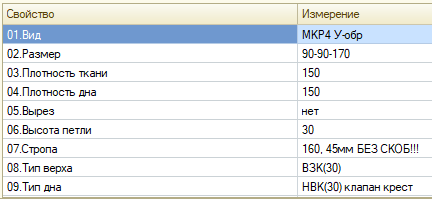 Свойство Измерение
01.Вид МКР4 У-обр
02.Размер 90-90-170
03.Плотность ткани 150
04.Плотность дна 150
05.Вырез нет
06.Высота петли 30
07.Стропа 160, 45мм БЕЗ СКОБ!!!
08.Тип верха ВЗК(30)
09.Тип дна НВК(30) клапан крест